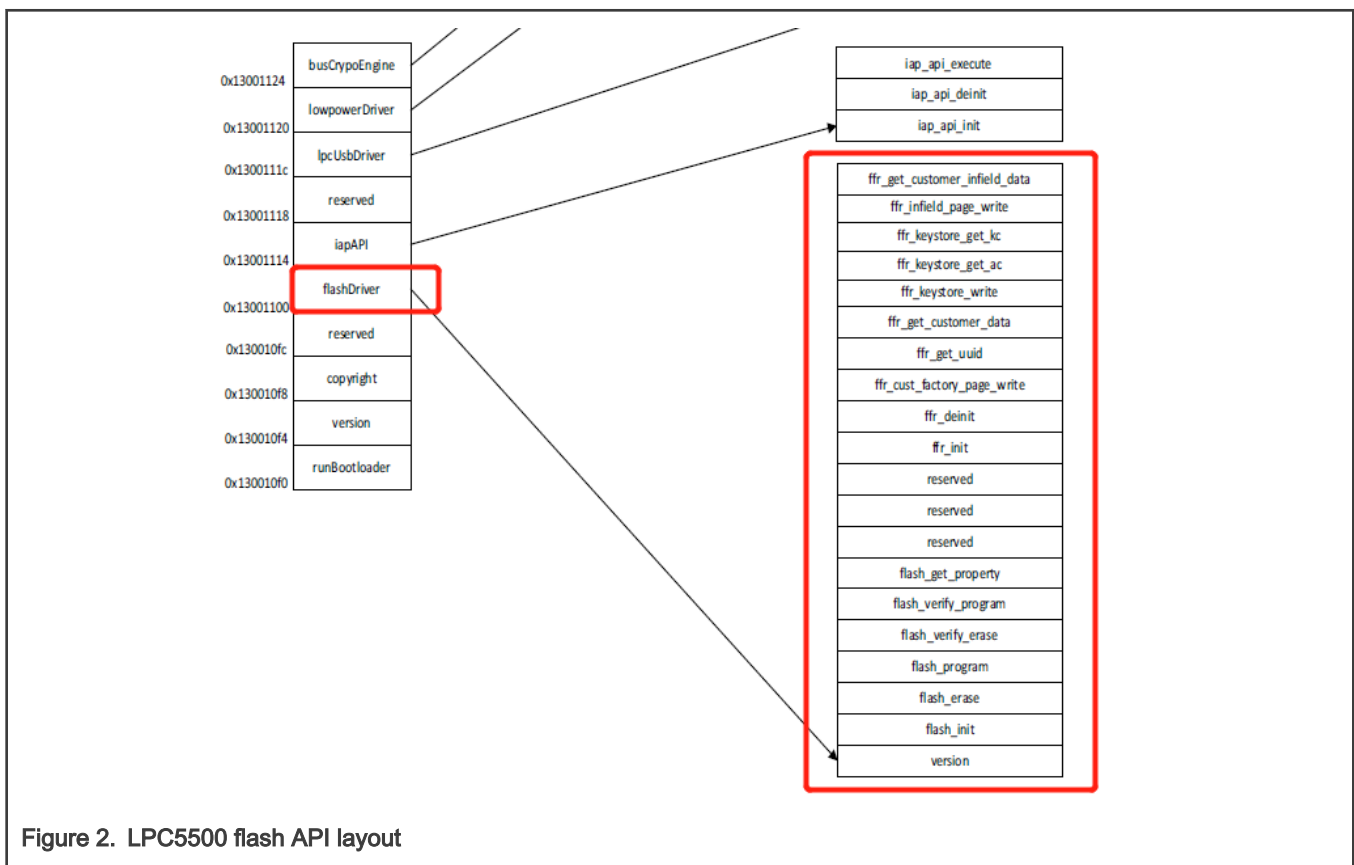 busCrypoEngine
0x13001124
lowpowerDriver
0x13001120
lpcUsbDriver
0x1300111c
reserved
0x13001118
iapAPI
0x13001114
flashDriver
0x13001100
reserved
0x130010fc
copyright
0x130010f8
version
0x130010f4
runBootloader
0x130010f0
iap_api_execute
iap_api_deinit
iap_api_init
ffr_get_customer_infield_data
ffr_infield_page_write
ffr_keystore_get_kc
ffr_keystore_get_ac
ffr_keystore_write
ffr_get_customer_data
ffr_get_uuid
ffr_cust_factory_page_write
ffr_deinit
ffr_init
reserved
reserved
reserved
flash_get_property
flash_verify_program
flash_verify_erase
flash_program
flash_erase
flash_init
version
Figure 2. LPC5500 flash API layout